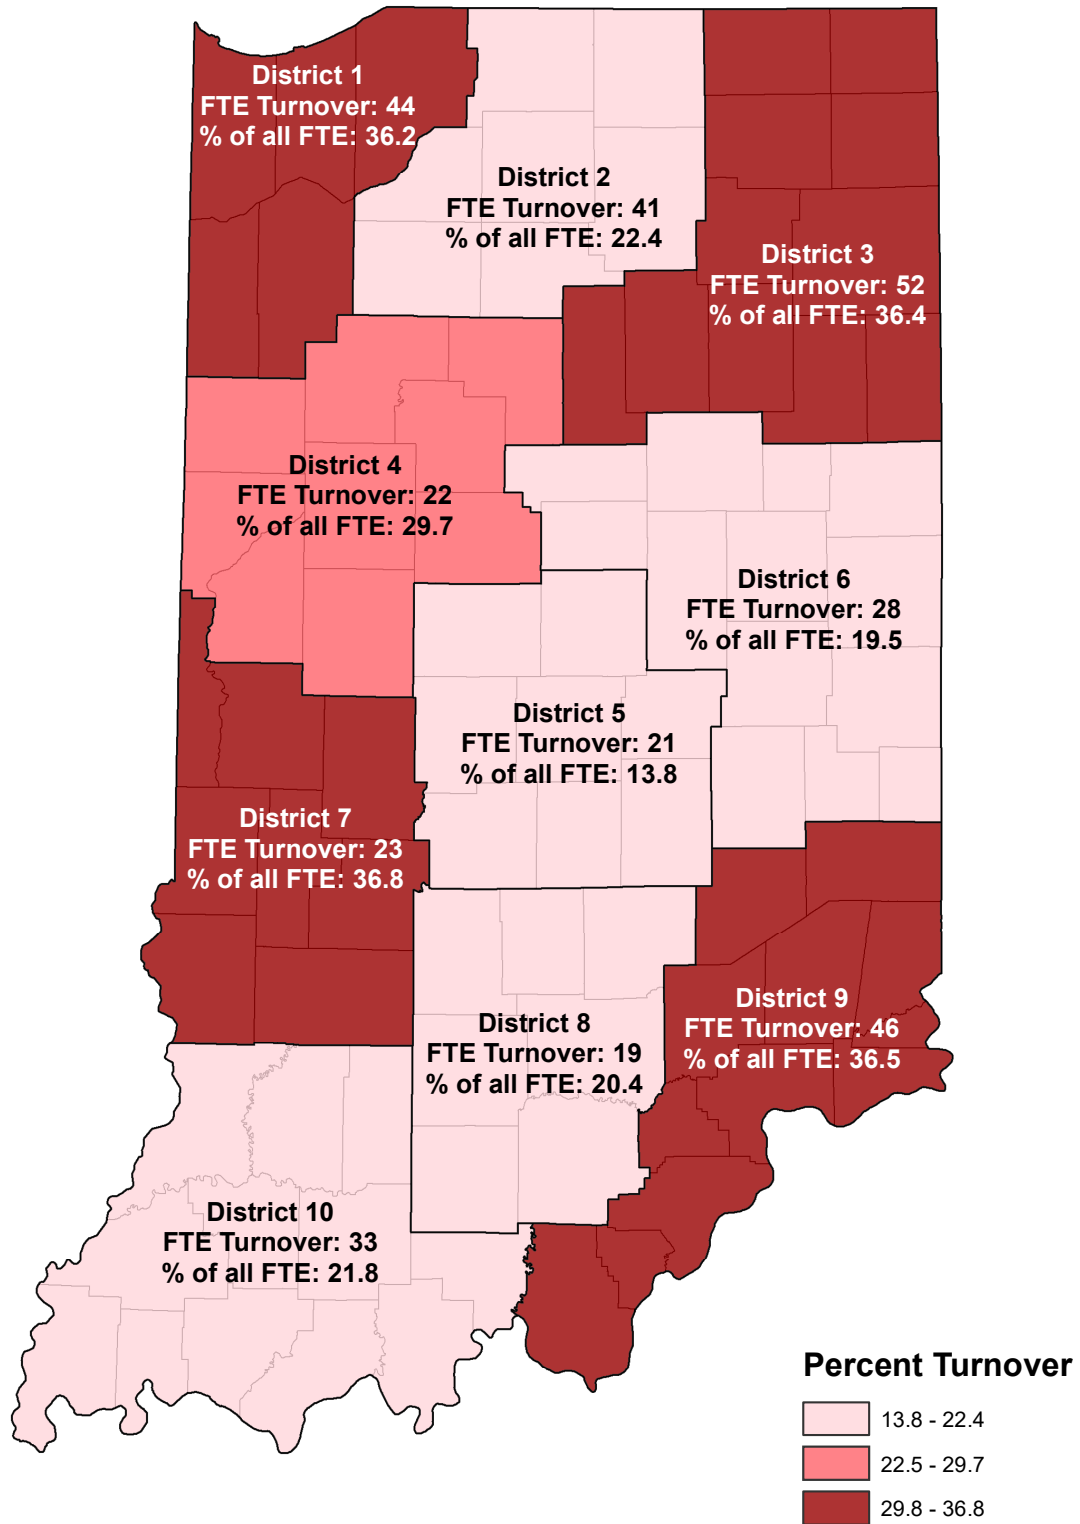 District 1
FTE Turnover: 44
% of all FTE: 36.2
District 2
FTE Turnover: 41
% of all FTE: 22.4
District 3
FTE Turnover: 52
% of all FTE: 36.4
District 4
FTE Turnover: 22
% of all FTE: 29.7
District 6
FTE Turnover: 28
% of all FTE: 19.5
District 5
FTE Turnover: 21
% of all FTE: 13.8
District 7
FTE Turnover: 23
% of all FTE: 36.8
District 9
FTE Turnover: 46
% of all FTE: 36.5
District 8
FTE Turnover: 19
% of all FTE: 20.4
District 10
FTE Turnover: 33
% of all FTE: 21.8
Percent Turnover
13.8 - 22.4
22.5 - 29.7
29.8 - 36.8